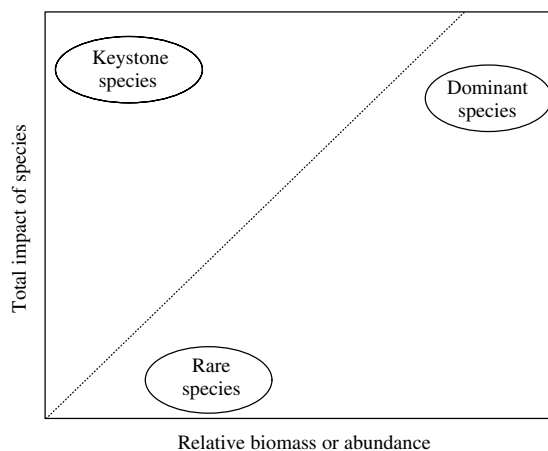 Keystone
species
Dominant
species
Total impact of species
Rare
species
Relative biomass or abundance